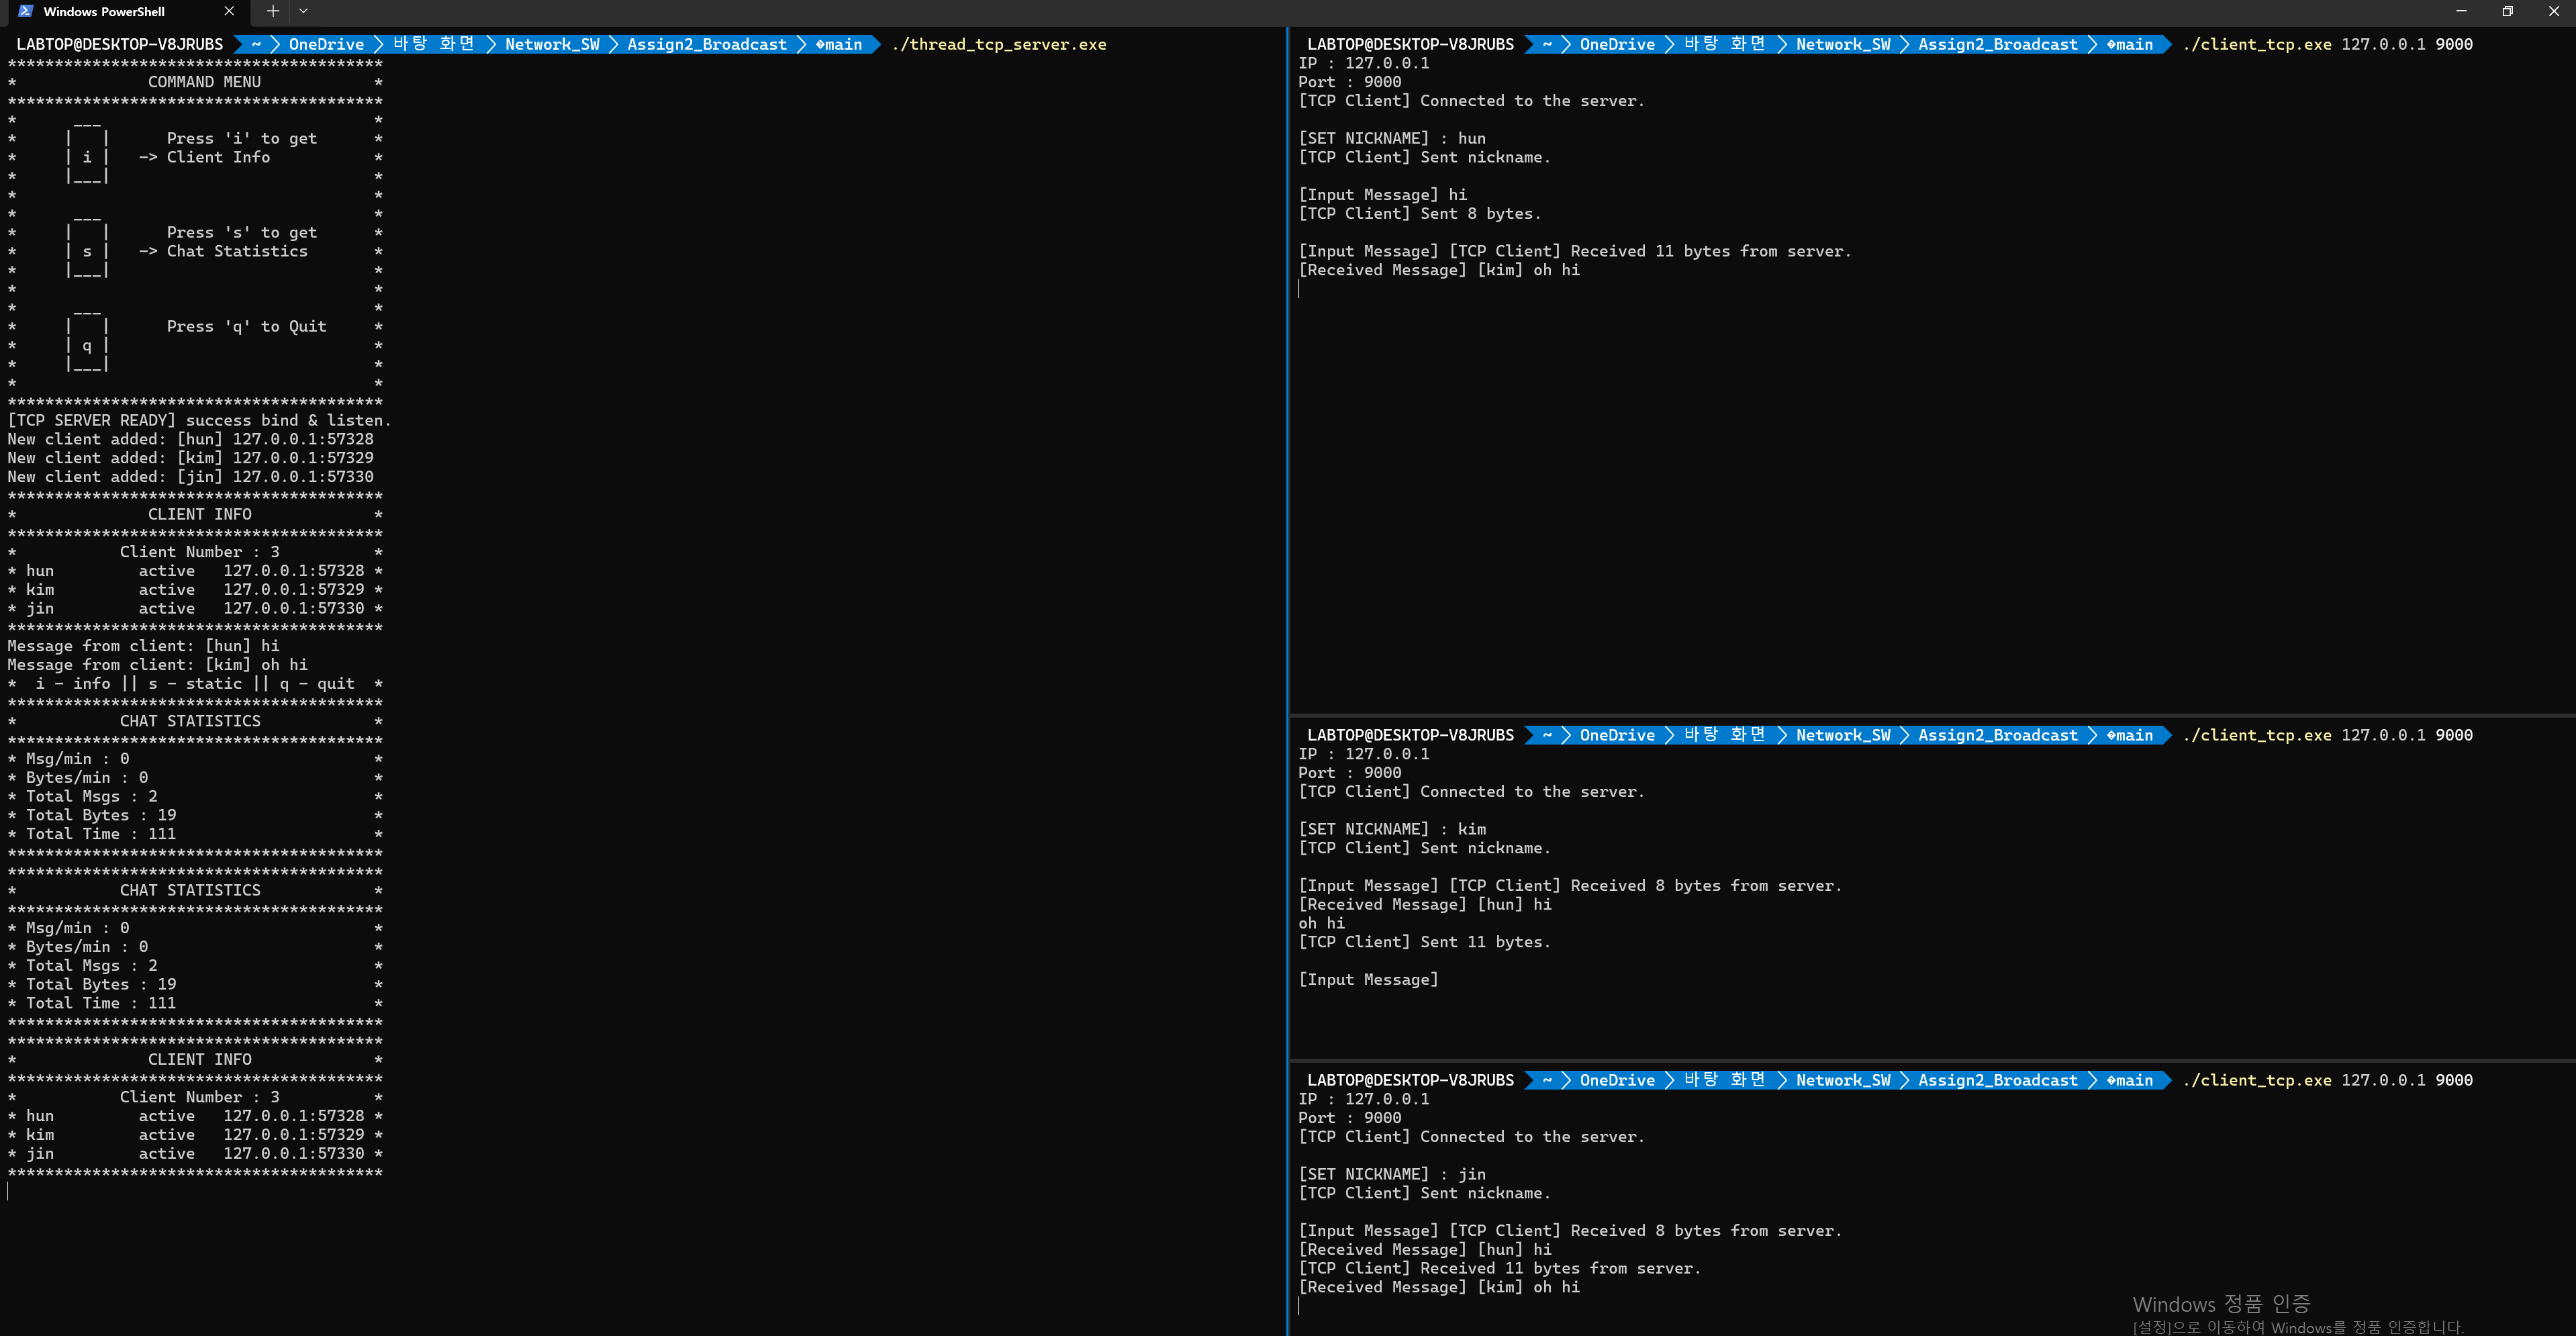 Windows PowerShell
LABTOP@DESKTOP-V8JRUBS ~ OneDrive 바탕 화면 Network_SW Assign2_Broadcast �main ./thread_tcp_server.exe
****************************************
* COMMAND MENU *
****************************************
* ___ *
* | | Press 'i' to get *
* | i | -> Client Info *
* |___| *
* *
* ___ *
* | | Press 's' to get *
* | s | -> Chat Statistics *
* |___| *
* *
* ___ *
* | | Press 'q' to Quit *
* | q | *
* |___| *
* *
****************************************
[TCP SERVER READY] success bind & listen.
New client added: [hun] 127.0.0.1:57328
New client added: [kim] 127.0.0.1:57329
New client added: [jin] 127.0.0.1:57330
****************************************
* CLIENT INFO *
****************************************
* Client Number : 3 *
* hun active 127.0.0.1:57328 *
* kim active 127.0.0.1:57329 *
* jin active 127.0.0.1:57330 *
****************************************
Message from client: [hun] hi
Message from client: [kim] oh hi
* i - info || s - static || q - quit *
****************************************
* CHAT STATISTICS *
****************************************
* Msg/min : 0 *
* Bytes/min : 0 *
* Total Msgs : 2 *
* Total Bytes : 19 *
* Total Time : 111 *
****************************************
****************************************
* CHAT STATISTICS *
****************************************
* Msg/min : 0 *
* Bytes/min : 0 *
* Total Msgs : 2 *
* Total Bytes : 19 *
* Total Time : 111 *
****************************************
****************************************
* CLIENT INFO *
****************************************
* Client Number : 3 *
* hun active 127.0.0.1:57328 *
* kim active 127.0.0.1:57329 *
* jin active 127.0.0.1:57330 *
****************************************
LABTOP@DESKTOP-V8JRUBS ~ OneDrive 바탕 화면 Network_SW Assign2_Broadcast �main ./client_tcp.exe 127.0.0.1 9000
IP : 127.0.0.1
Port : 9000
[TCP Client] Connected to the server.
[SET NICKNAME] : hun
[TCP Client] Sent nickname.
[Input Message] hi
[TCP Client] Sent 8 bytes.
[Input Message] [TCP Client] Received 11 bytes from server.
[Received Message] [kim] oh hi
LABTOP@DESKTOP-V8JRUBS ~ OneDrive 바탕 화면 Network_SW Assign2_Broadcast �main ./client_tcp.exe 127.0.0.1 9000
IP : 127.0.0.1
Port : 9000
[TCP Client] Connected to the server.
[SET NICKNAME] : kim
[TCP Client] Sent nickname.
[Input Message] [TCP Client] Received 8 bytes from server.
[Received Message] [hun] hi
oh hi
[TCP Client] Sent 11 bytes.
[Input Message]
LABTOP@DESKTOP-V8JRUBS ~ OneDrive 바탕 화면 Network_SW Assign2_Broadcast �main ./client_tcp.exe 127.0.0.1 9000
IP : 127.0.0.1
Port : 9000
[TCP Client] Connected to the server.
[SET NICKNAME] : jin
[TCP Client] Sent nickname.
[Input Message] [TCP Client] Received 8 bytes from server.
[Received Message] [hun] hi
[TCP Client] Received 11 bytes from server.
[Received Message] [kim] oh hi
Windows 정품 인증
[설정]으로 이동하여 Windows를 정품 인증합니다.